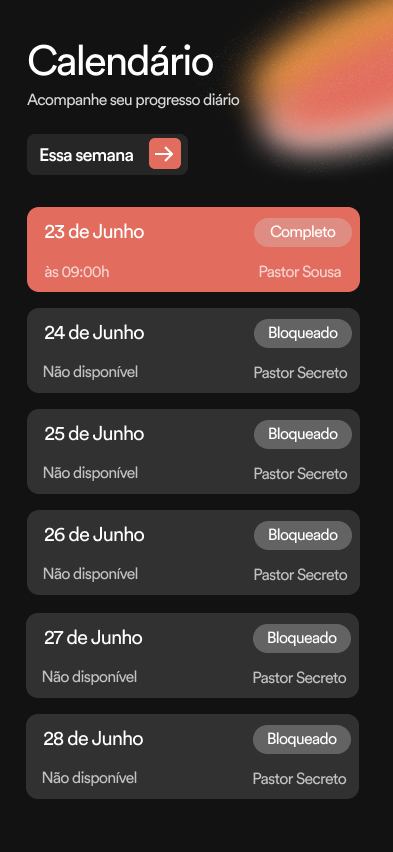 Calendário
Acompanhe seu progresso diário
Essa semana
23 de Junho
Completo
às 09:00h
Pastor Sousa
24 de Junho
Bloqueado
Não disponível
Pastor Secreto
25 de Junho
Bloqueado
Não disponível
Pastor Secreto
26 de Junho
Bloqueado
Não disponível
Pastor Secreto
27 de Junho
Bloqueado
Não disponível
Pastor Secreto
28 de Junho
Bloqueado
Não disponível
Pastor Secreto